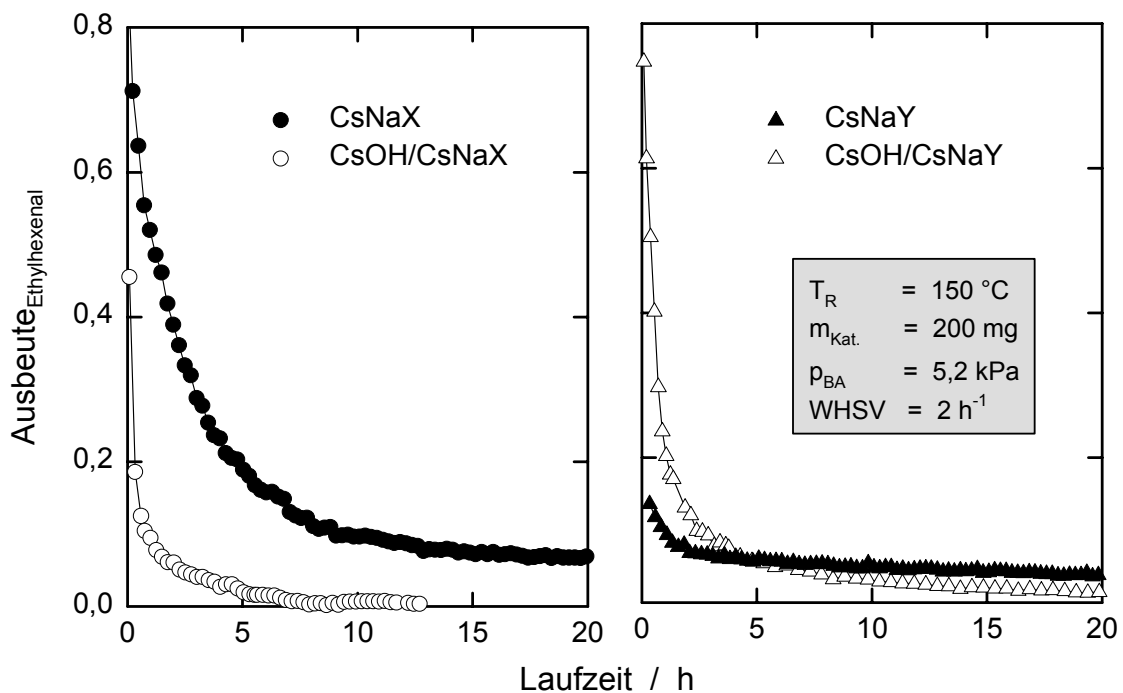 Ausbeute Ethylhexenal
0,8
0,6
0,4
0,2
0,0
CsNaX
CsOH/CsNaX
0 5 10 15 20
CsNaY
CsOH/CsNaY
T_R = 150 °C
m_Kat. = 200 mg
p_BA = 5,2 kPa
WHSV = 2 h⁻¹
0 5 10 15 20
Laufzeit / h